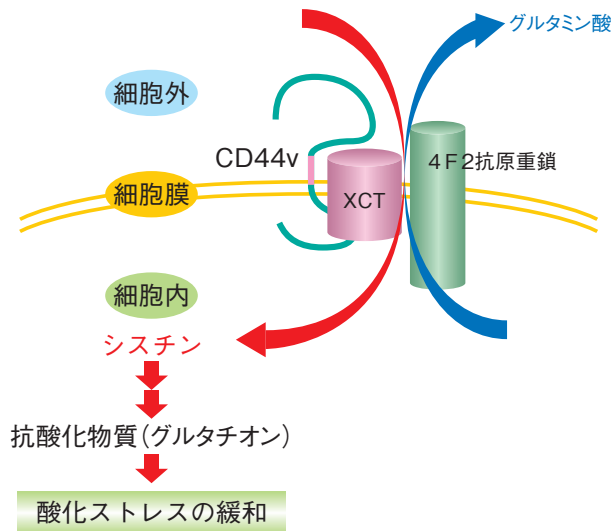 グルタミン酸
細胞外
CD44v
4F2抗原重鎖
細胞膜
XCT
細胞内
シスチン
抗酸化物質(グルタチオン)
酸化ストレスの緩和